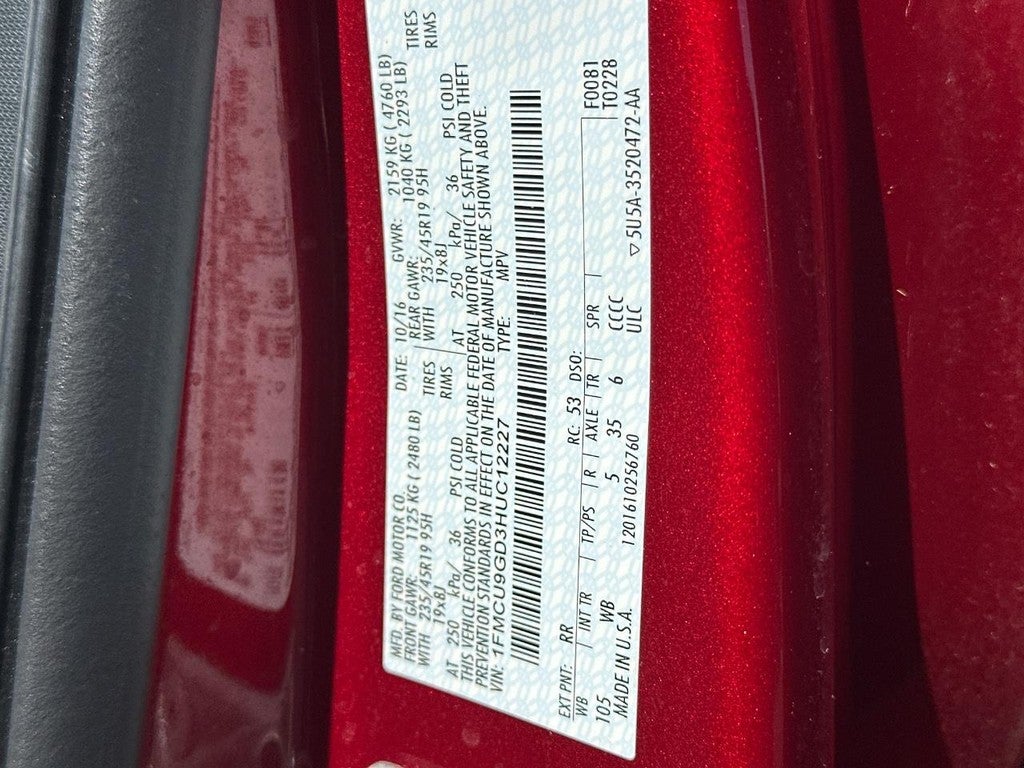 MFD. BY FORD MOTOR CO. DATE: 10/16 GVWR: 2159 KG ( 4760 LB)
FRONT GAWR: 1125 KG ( 2480 LB) REAR GAWR: 1040 KG ( 2293 LB)
WITH 235/45R19 95H TIRES WITH 235/45R19 95H TIRES
19x8J RIMS 19x8J RIMS
AT 250 kPa/ 36 PSI COLD AT 250 kPa/ 36 PSI COLD
THIS VEHICLE CONFORMS TO ALL APPLICABLE FEDERAL MOTOR VEHICLE SAFETY AND THEFT
PREVENTION STANDARDS IN EFFECT ON THE DATE OF MANUFACTURE SHOWN ABOVE.
VIN: 1FMCU9GD3HUC12227 TYPE: MPV
EXT PNT: RR RC: 53 DSO: F0081
WB INT TR TP/PS R AXLE TR SPR T0228
105 WB 5 35 6 CCCC
MADE IN U.S.A. 120161 0256760 ULC ▽ 5U5A-3520472-AA